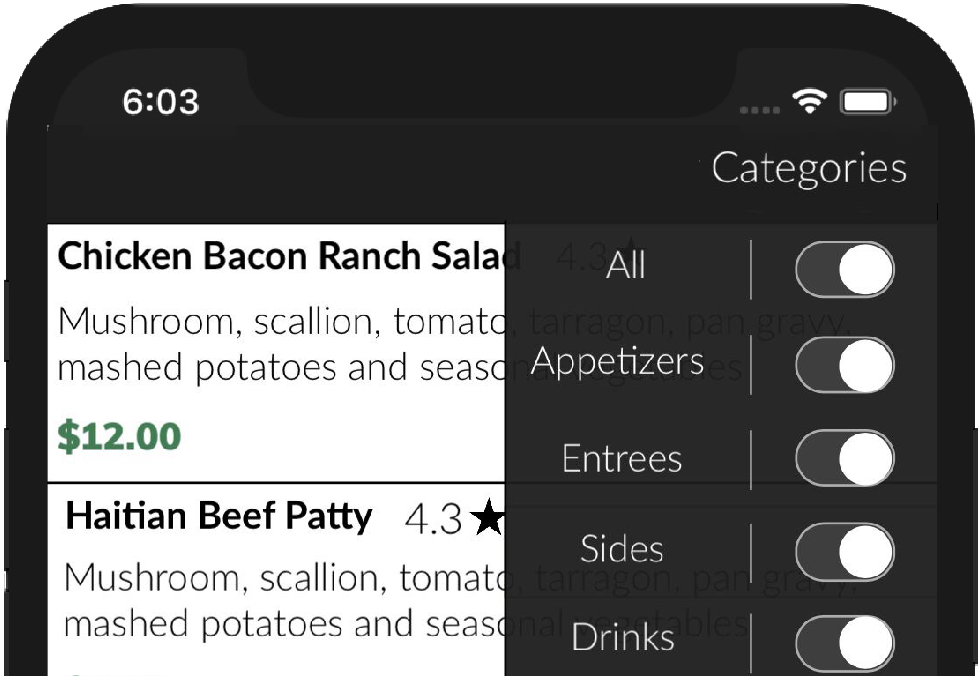 6:03
Categories
Chicken Bacon Ranch Salad 4.3
Mushroom, scallion, tomato, tarragon, pan gravy,
mashed potatoes and seasonal vegetables
$12.00
Haitian Beef Patty 4.3 ★
Mushroom, scallion, tomato, tarragon, pan gravy,
mashed potatoes and seasonal vegetables
All
Appetizers
Entrees
Sides
Drinks